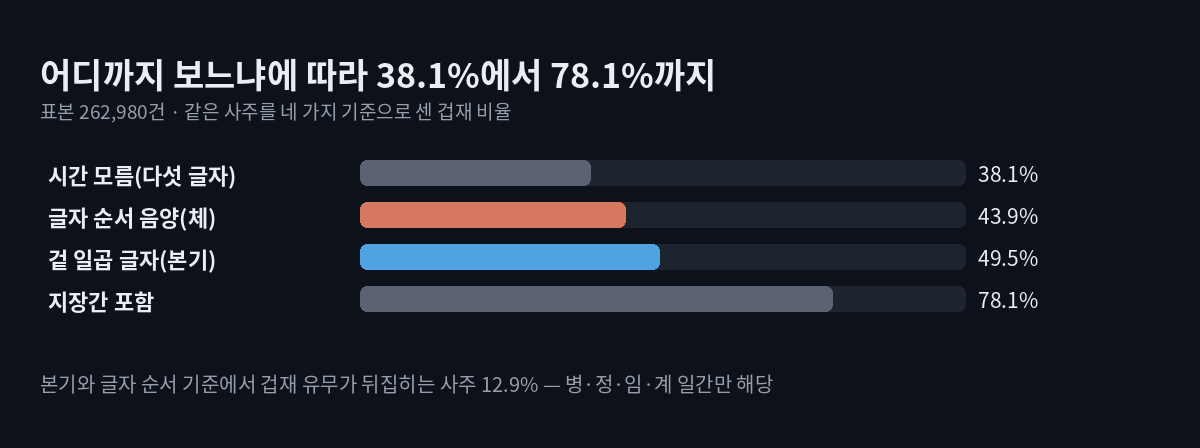 어디까지 보느냐에 따라 38.1%에서 78.1%까지
표본 262,980건 · 같은 사주를 네 가지 기준으로 센 겁재 비율
시간 모름(다섯 글자) 38.1%
글자 순서 음양(체) 43.9%
겉 일곱 글자(본기) 49.5%
지장간 포함 78.1%
본기와 글자 순서 기준에서 겁재 유무가 뒤집히는 사주 12.9% — 병·정·임·계 일간만 해당